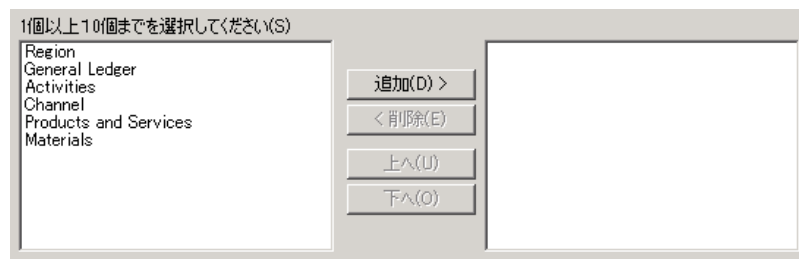 1個以上10個までを選択してください(S)
Region
General Ledger
Activities
Channel
Products and Services
Materials
追加(D) >
< 削除(E)
上へ(U)
下へ(O)